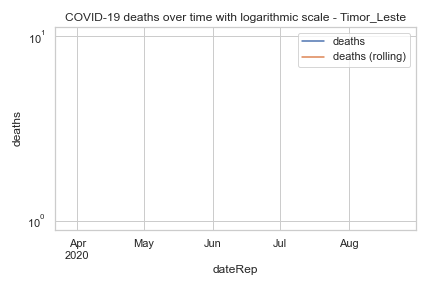 COVID-19 deaths over time with logarithmic scale - Timor_Leste
deaths
deaths (rolling)
10¹
deaths
10⁰
Apr May Jun Jul Aug
2020
dateRep